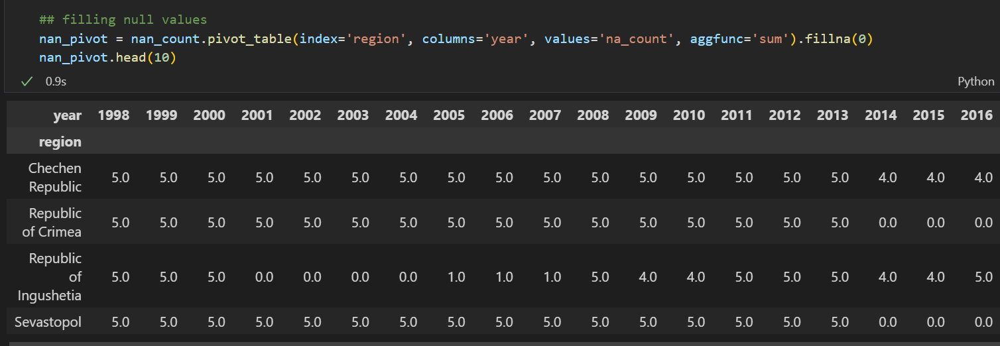 ## filling null values
nan_pivot = nan_count.pivot_table(index='region', columns='year', values='na_count', aggfunc='sum').fillna(0)
nan_pivot.head(10)
0.9s
Python
year 1998 1999 2000 2001 2002 2003 2004 2005 2006 2007 2008 2009 2010 2011 2012 2013 2014 2015 2016
region
Chechen
Republic 5.0 5.0 5.0 5.0 5.0 5.0 5.0 5.0 5.0 5.0 5.0 5.0 5.0 5.0 5.0 5.0 4.0 4.0 4.0
Republic
of Crimea 5.0 5.0 5.0 5.0 5.0 5.0 5.0 5.0 5.0 5.0 5.0 5.0 5.0 5.0 5.0 5.0 0.0 0.0 0.0
Republic
of 5.0 5.0 5.0 0.0 0.0 0.0 0.0 1.0 1.0 1.0 5.0 4.0 4.0 5.0 5.0 5.0 4.0 4.0 5.0
Ingushetia
Sevastopol 5.0 5.0 5.0 5.0 5.0 5.0 5.0 5.0 5.0 5.0 5.0 5.0 5.0 5.0 5.0 5.0 0.0 0.0 0.0